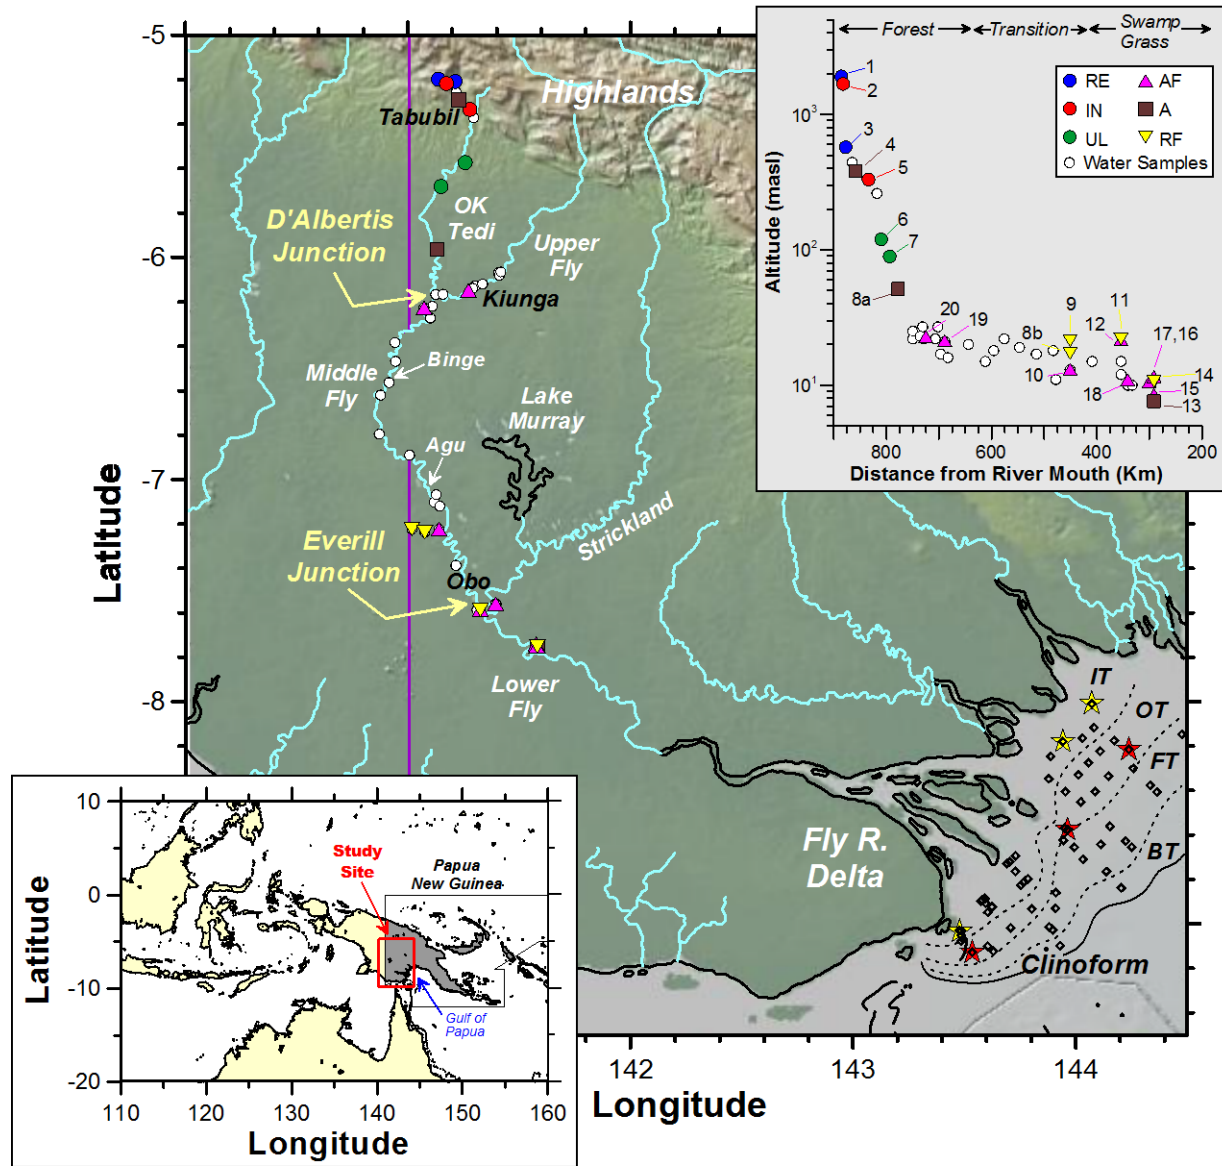 -5
-6
-7
-8
Latitude
Highlands
Tabubil
OK
Tedi
D'Albertis
Junction
Upper
Fly
Kiunga
Binge
Middle
Fly
Lake
Murray
Agu
Strickland
Everill
Junction
Obo
Lower
Fly
IT
OT
FT
BT
Fly R.
Delta
Clinoform
142
143
144
Longitude
Forest
Transition
Swamp
Grass
RE
AF
IN
A
UL
RF
Water Samples
Altitude (masl)
10³
10²
10¹
1
2
3
4
5
6
7
8a
20
19
9
8b
10
11
12
17,16
18
14
15
13
800
600
400
200
Distance from River Mouth (Km)
10
0
-10
-20
Latitude
Study
Site
Papua
New Guinea
Gulf of
Papua
110
120
130
140
150
160
Longitude